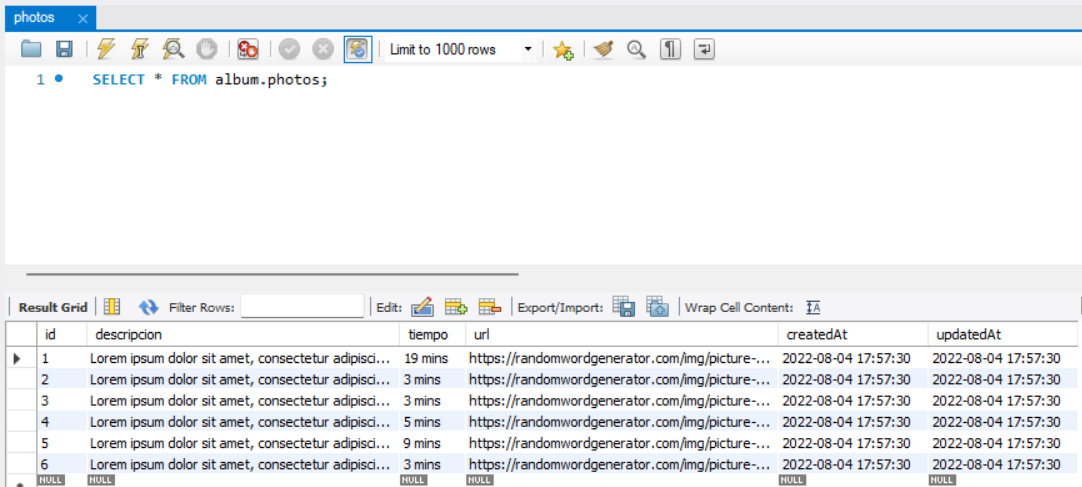 photos
Limit to 1000 rows
1 SELECT * FROM album.photos;
Result Grid Filter Rows: Edit: Export/Import: Wrap Cell Content:
id descripcion tiempo url createdAt updatedAt
1 Lorem ipsum dolor sit amet, consectetur adipisci... 19 mins https://randomwordgenerator.com/img/picture-... 2022-08-04 17:57:30 2022-08-04 17:57:30
2 Lorem ipsum dolor sit amet, consectetur adipisci... 3 mins https://randomwordgenerator.com/img/picture-... 2022-08-04 17:57:30 2022-08-04 17:57:30
3 Lorem ipsum dolor sit amet, consectetur adipisci... 3 mins https://randomwordgenerator.com/img/picture-... 2022-08-04 17:57:30 2022-08-04 17:57:30
4 Lorem ipsum dolor sit amet, consectetur adipisci... 5 mins https://randomwordgenerator.com/img/picture-... 2022-08-04 17:57:30 2022-08-04 17:57:30
5 Lorem ipsum dolor sit amet, consectetur adipisci... 9 mins https://randomwordgenerator.com/img/picture-... 2022-08-04 17:57:30 2022-08-04 17:57:30
6 Lorem ipsum dolor sit amet, consectetur adipisci... 3 mins https://randomwordgenerator.com/img/picture-... 2022-08-04 17:57:30 2022-08-04 17:57:30
NULL NULL NULL NULL NULL NULL